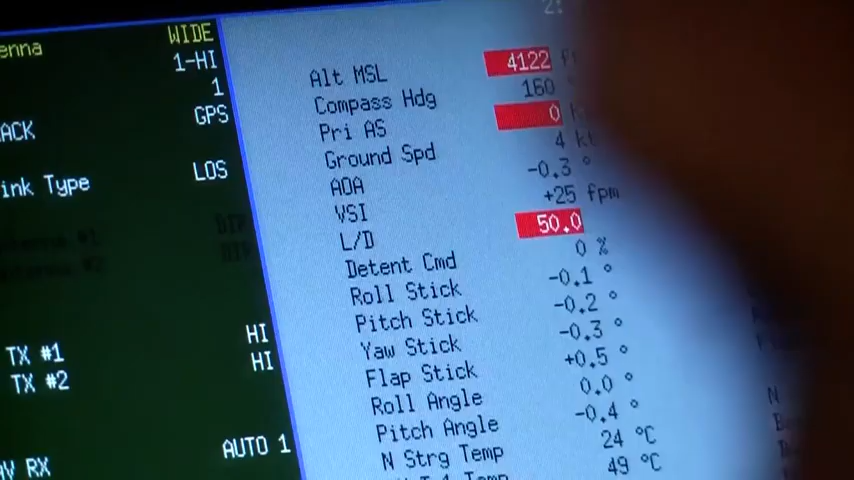 enna WIDE
1-HI
1
ACK GPS
ink Type LOS
TX #1 HI
TX #2 HI
RX AUTO 1
Alt MSL 4122
Compass Hdg 160
Pri AS 0
Ground Spd 4 kt
AOA -0.3 °
VSI +25 fpm
L/D 50.0
Detent Cmd 0 %
Roll Stick -0.1 °
Pitch Stick -0.2 °
Yaw Stick -0.3 °
Flap Stick +0.5 °
Roll Angle 0.0 °
Pitch Angle -0.4 °
N Strg Temp 24 °C
49 °C